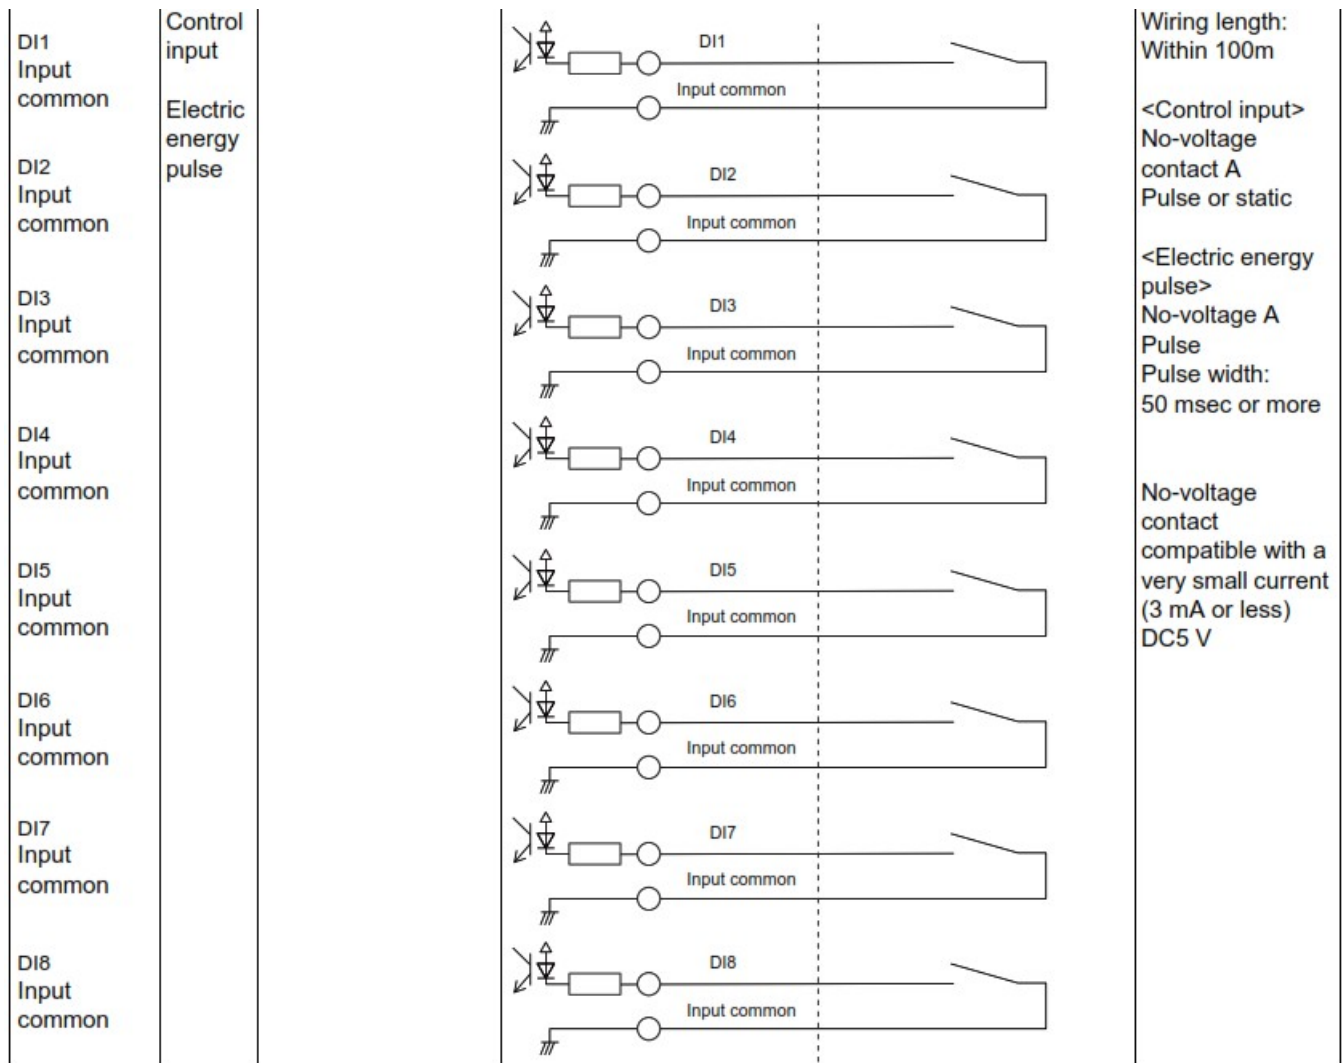 DI1
Input
common
DI2
Input
common
DI3
Input
common
DI4
Input
common
DI5
Input
common
DI6
Input
common
DI7
Input
common
DI8
Input
common
Control
input
Electric
energy
pulse
DI1
Input common
DI2
Input common
DI3
Input common
DI4
Input common
DI5
Input common
DI6
Input common
DI7
Input common
DI8
Input common
Wiring length:
Within 100m
<Control input>
No-voltage
contact A
Pulse or static
<Electric energy
pulse>
No-voltage A
Pulse
Pulse width:
50 msec or more
No-voltage
contact
compatible with a
very small current
(3 mA or less)
DC5 V